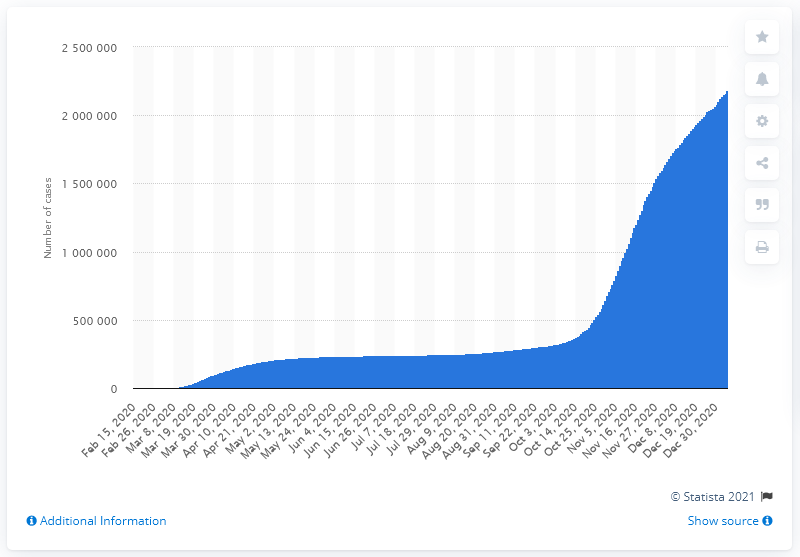 2 500 000
2 000 000
1 500 000
1 000 000
500 000
0
Number of cases
Feb 15, 2020
Feb 26, 2020
Mar 8, 2020
Mar 19, 2020
Mar 30, 2020
Apr 10, 2020
Apr 21, 2020
May 2, 2020
May 13, 2020
May 24, 2020
Jun 4, 2020
Jun 15, 2020
Jun 26, 2020
Jul 7, 2020
Jul 18, 2020
Jul 29, 2020
Aug 9, 2020
Aug 20, 2020
Aug 31, 2020
Sep 11, 2020
Sep 22, 2020
Oct 3, 2020
Oct 14, 2020
Oct 25, 2020
Nov 5, 2020
Nov 16, 2020
Nov 27, 2020
Dec 8, 2020
Dec 19, 2020
Dec 30, 2020
© Statista 2021
Additional Information
Show source